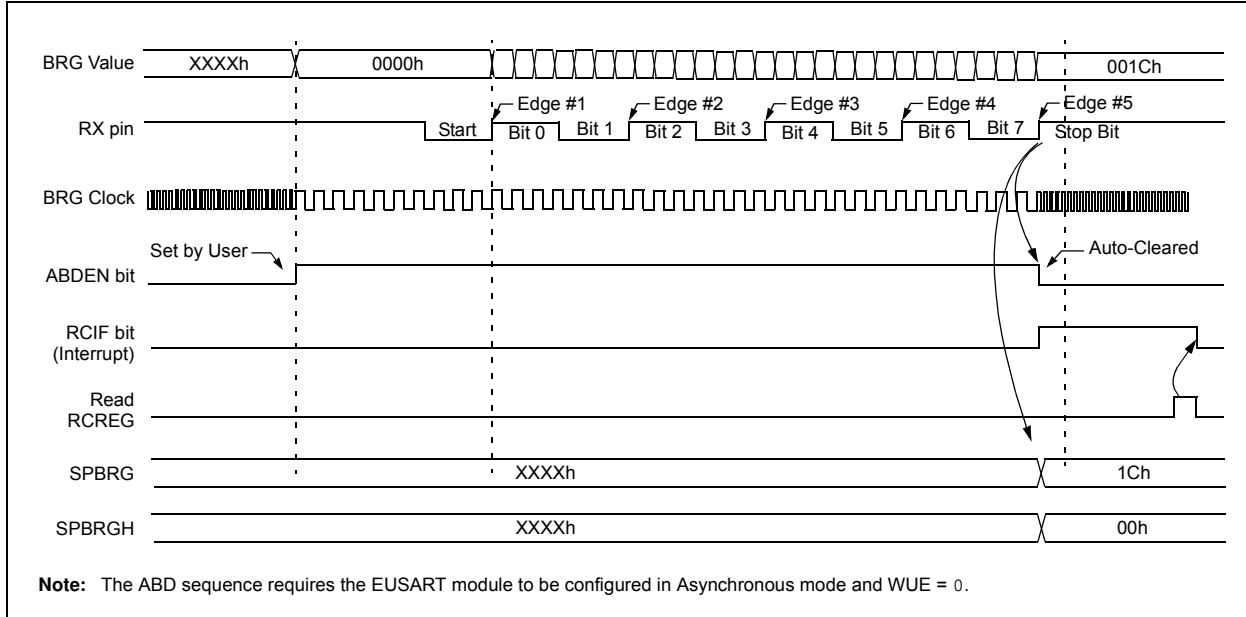 BRG Value XXXXh 0000h 001Ch
Edge #1 Edge #2 Edge #3 Edge #4 Edge #5
RX pin Start Bit 0 Bit 1 Bit 2 Bit 3 Bit 4 Bit 5 Bit 6 Bit 7 Stop Bit
BRG Clock
Set by User Auto-Cleared
ABDEN bit
RCIF bit
(Interrupt)
Read
RCREG
SPBRG XXXXh 1Ch
SPBRGH XXXXh 00h
Note: The ABD sequence requires the EUSART module to be configured in Asynchronous mode and WUE = 0.